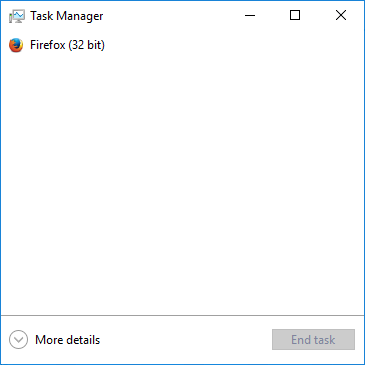 Task Manager
Firefox (32 bit)
More details
End task